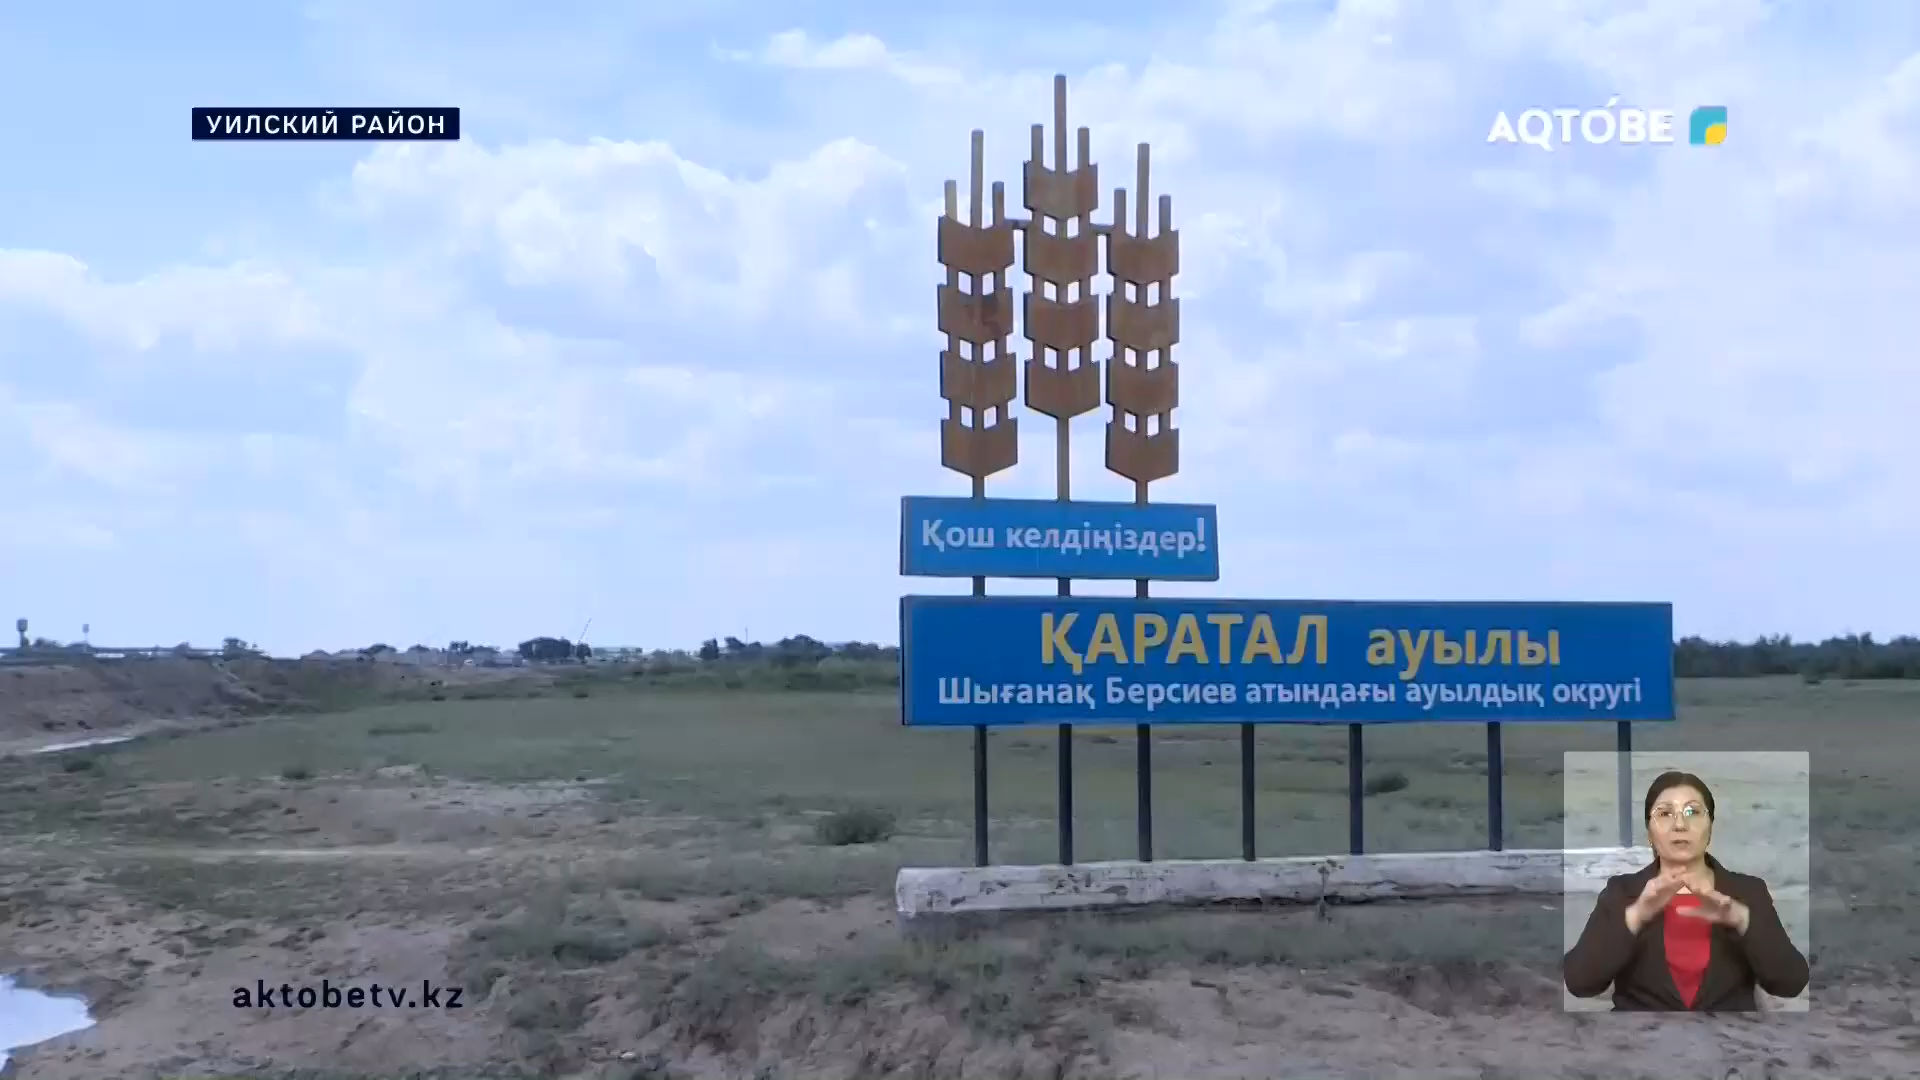 УИЛСКИЙ РАЙОН
AQTÓBE
Қош келдіңіздер!
ҚАРАТАЛ ауылы
Шығанақ Берсиев атындағы ауылдық округі
aktobetv.kz